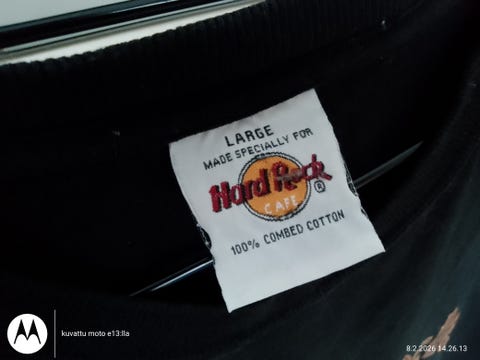 LARGE
MADE SPECIALLY FOR
Hard Rock
CAFE
®
100% COMBED COTTON
kuvattu moto e13:lla
8.2.2026 14.26.13